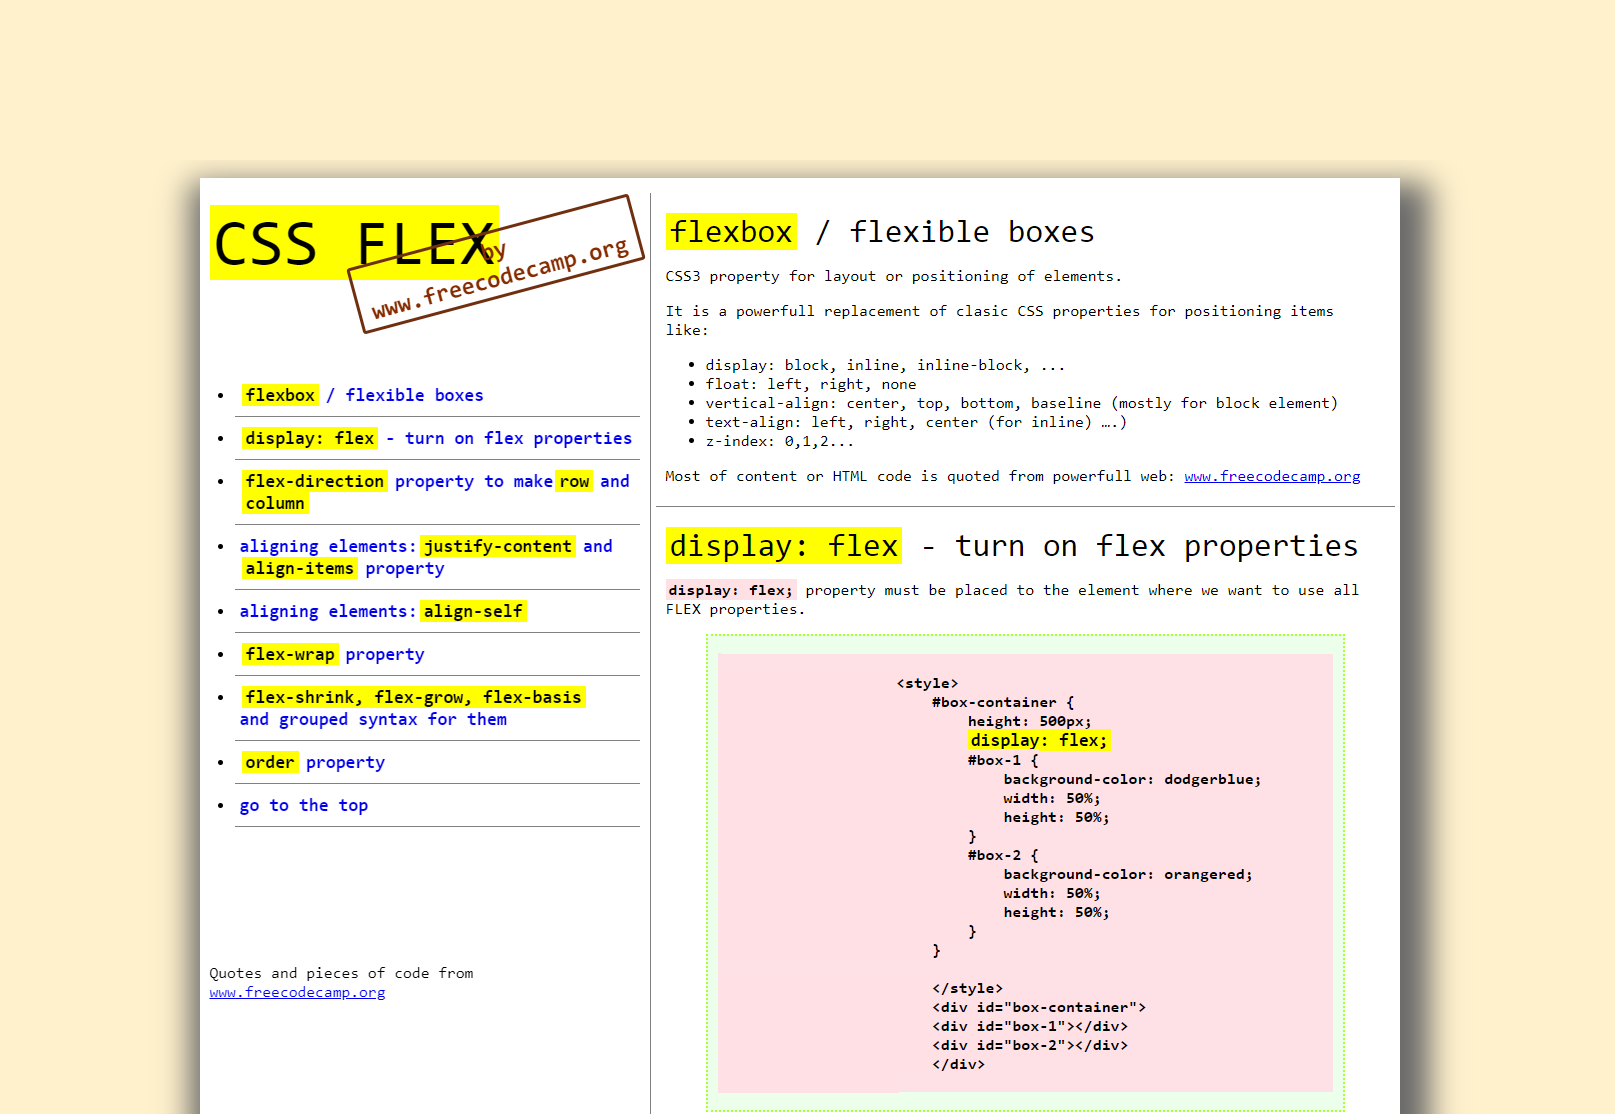 CSS FLEX
by
www.freecodecamp.org
flexbox / flexible boxes
display: flex - turn on flex properties
flex-direction property to make row and
column
aligning elements: justify-content and
align-items property
aligning elements: align-self
flex-wrap property
flex-shrink, flex-grow, flex-basis
and grouped syntax for them
order property
go to the top
Quotes and pieces of code from
www.freecodecamp.org
flexbox / flexible boxes
CSS3 property for layout or positioning of elements.
It is a powerfull replacement of clasic CSS properties for positioning items
like:
display: block, inline, inline-block, ...
float: left, right, none
vertical-align: center, top, bottom, baseline (mostly for block element)
text-align: left, right, center (for inline) ….)
z-index: 0,1,2...
Most of content or HTML code is quoted from powerfull web: www.freecodecamp.org
display: flex - turn on flex properties
display: flex; property must be placed to the element where we want to use all
FLEX properties.
<style>
#box-container {
height: 500px;
display: flex;
#box-1 {
background-color: dodgerblue;
width: 50%;
height: 50%;
}
#box-2 {
background-color: orangered;
width: 50%;
height: 50%;
}
}
</style>
<div id="box-container">
<div id="box-1"></div>
<div id="box-2"></div>
</div>